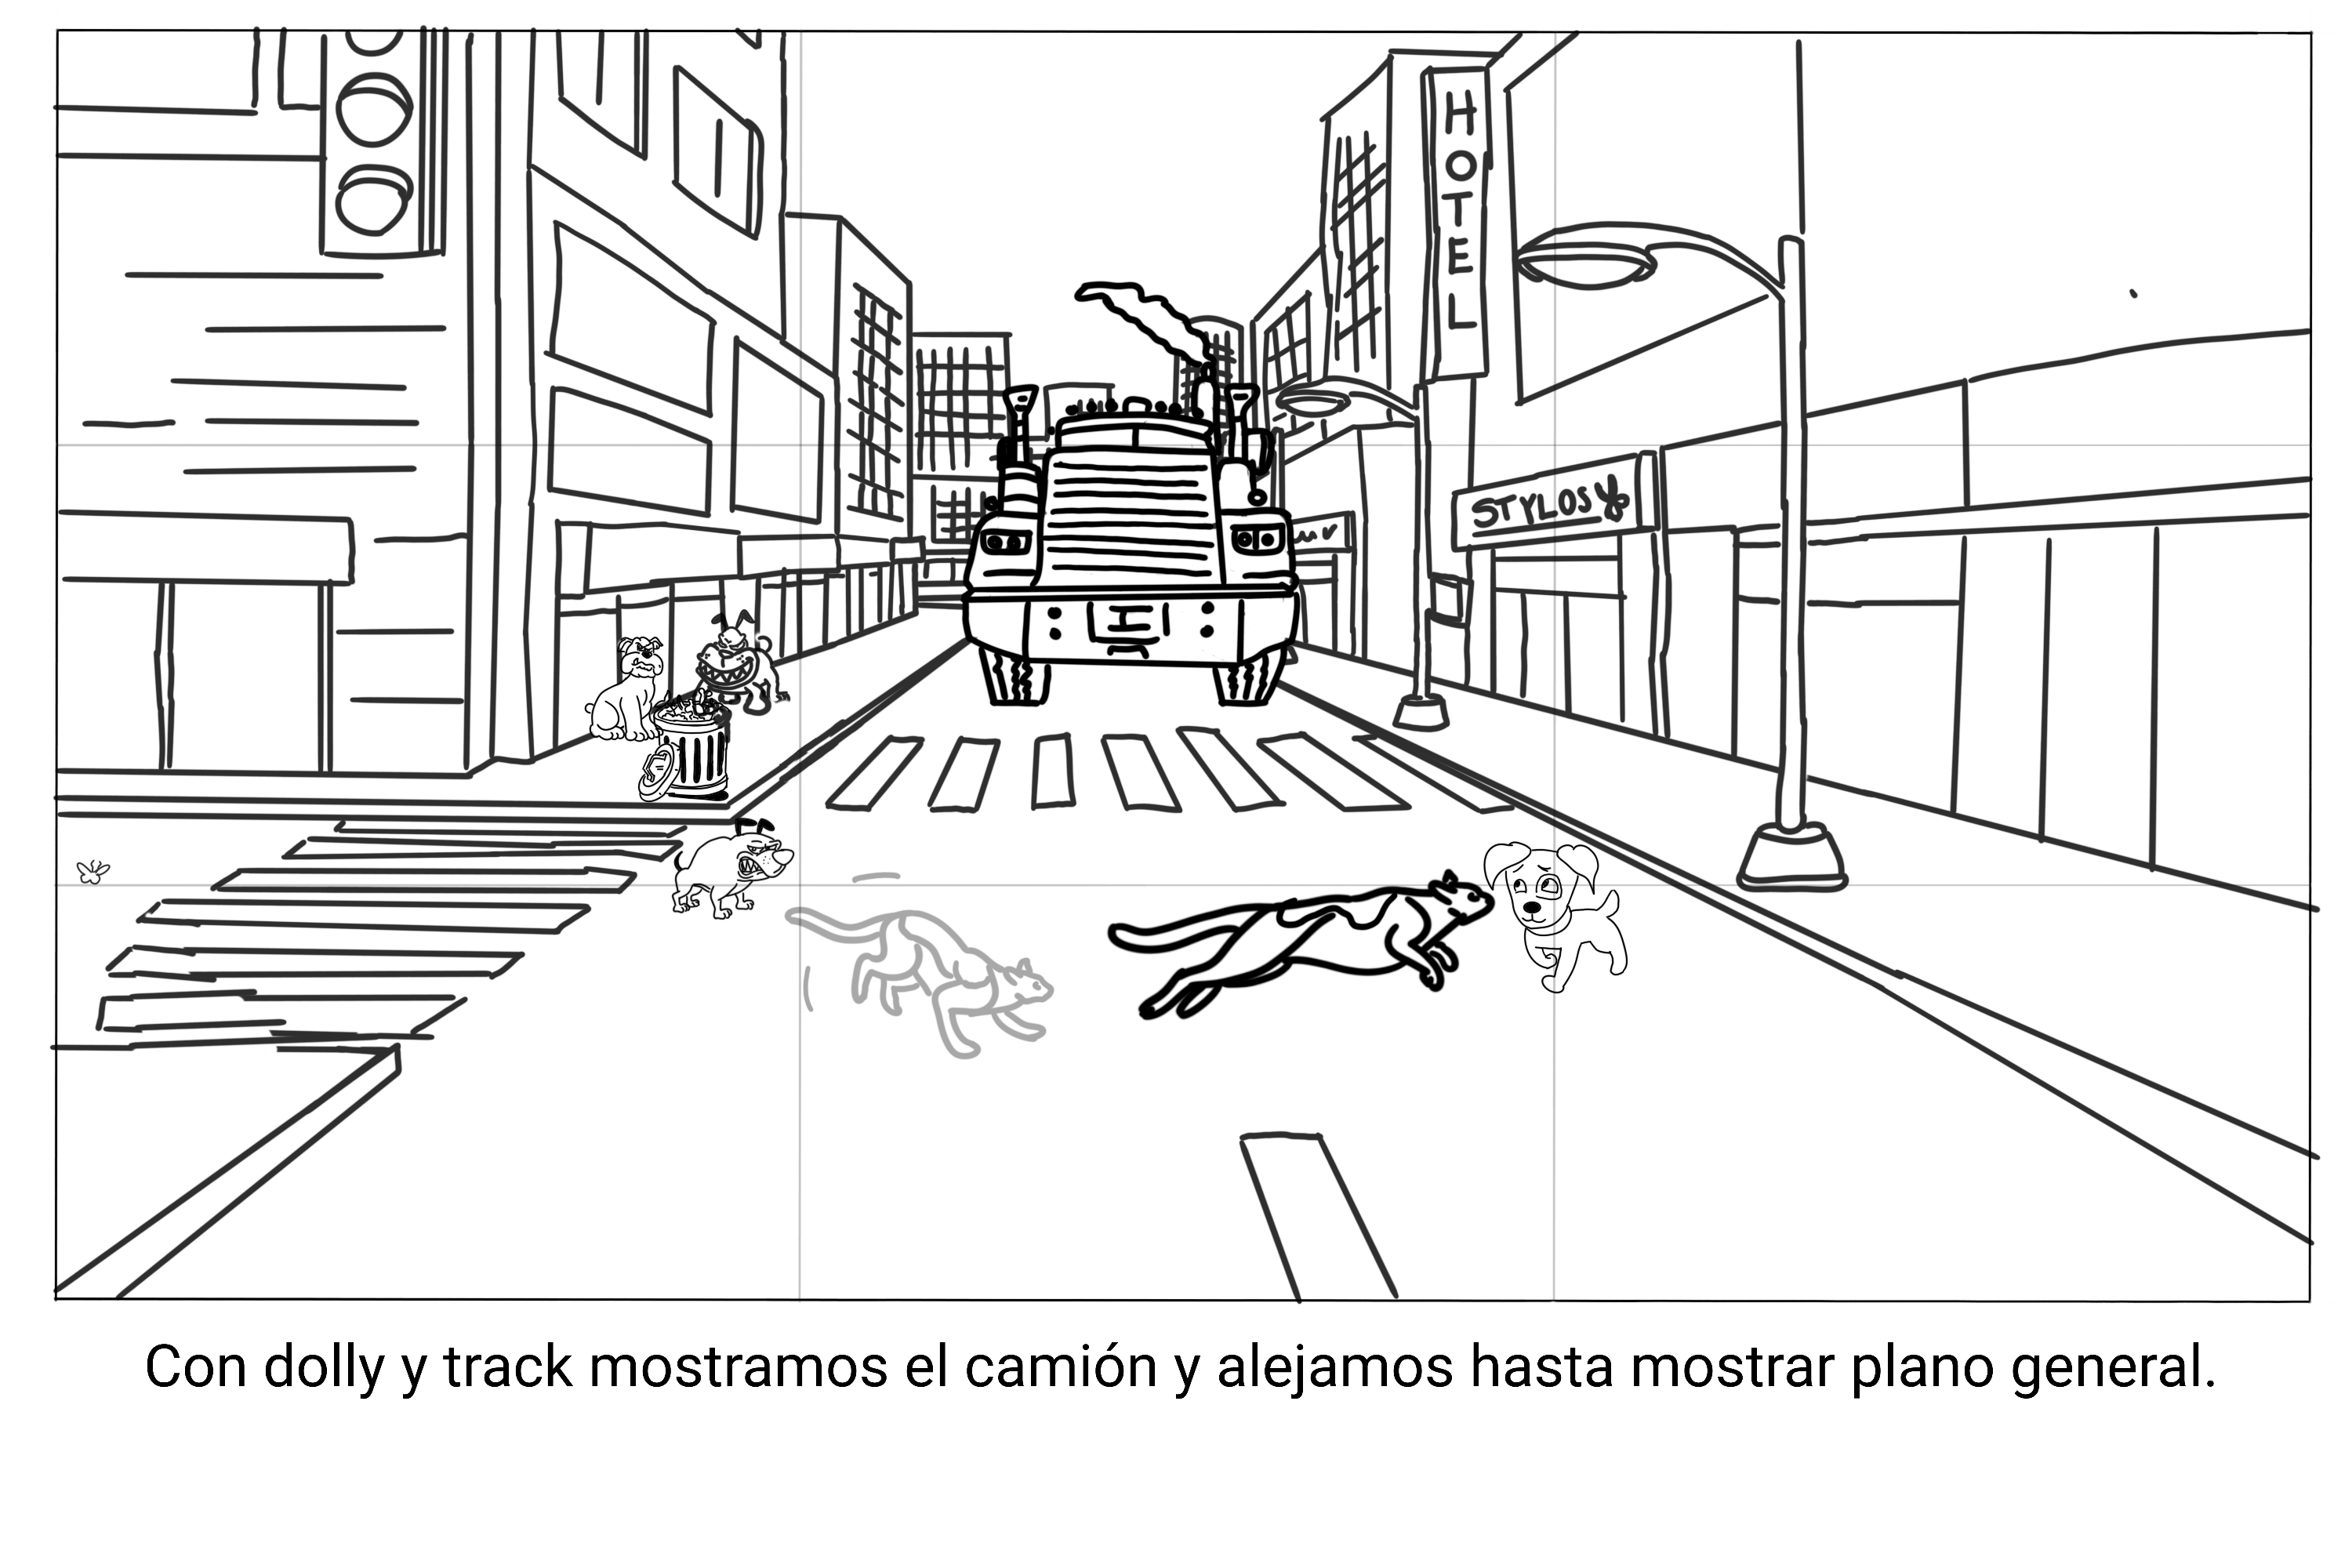 HOTEL
STYLOS
Con dolly y track mostramos el camión y alejamos hasta mostrar plano general.